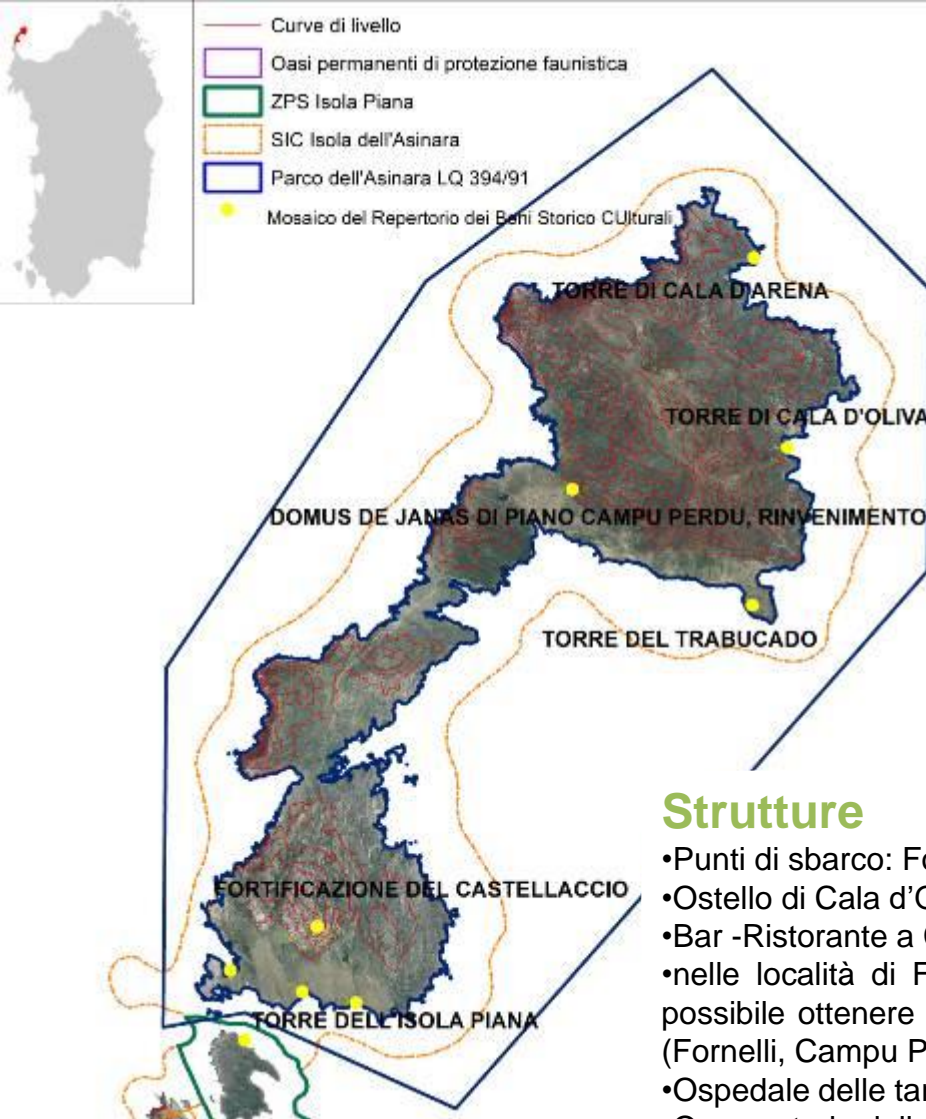 Curve di livello
Oasi permanenti di protezione faunistica
ZPS Isola Piana
SIC Isola dell'Asinara
Parco dell'Asinara LQ 394/91
Mosaico del Repertorio dei Beni Storico CUlturali
TORRE DI CALA D'ARENA
TORRE DI CALA D'OLIVA
DOMUS DE JANAS DI PIANO CAMPU PERDU, RINVENIMENTO
TORRE DEL TRABUCADO
FORTIFICAZIONE DEL CASTELLACCIO
TORRE DELL'ISOLA PIANA
Strutture
•Punti di sbarco:
•Ostello di Cala
•Bar -Ristorante a
•nelle località di
possibile ottenere
(Fornelli, Campu
•Ospedale delle